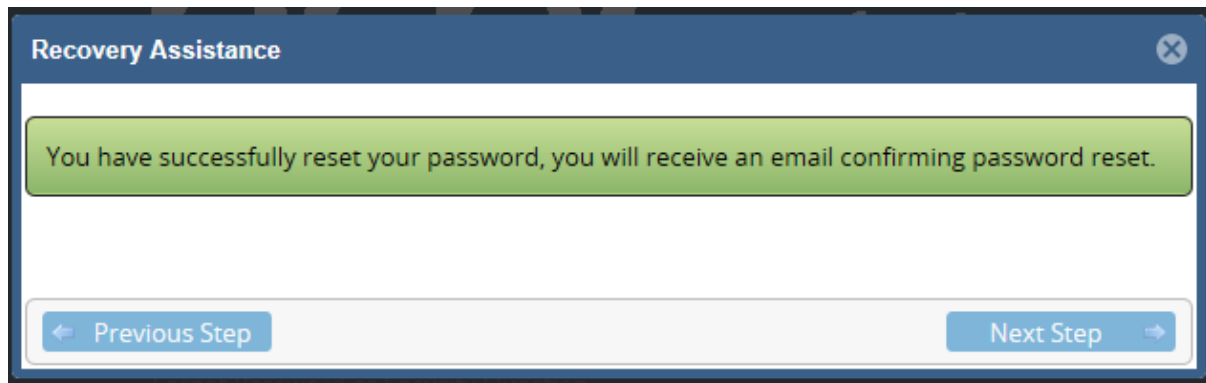 Recovery Assistance
You have successfully reset your password, you will receive an email confirming password reset.
Previous Step
Next Step